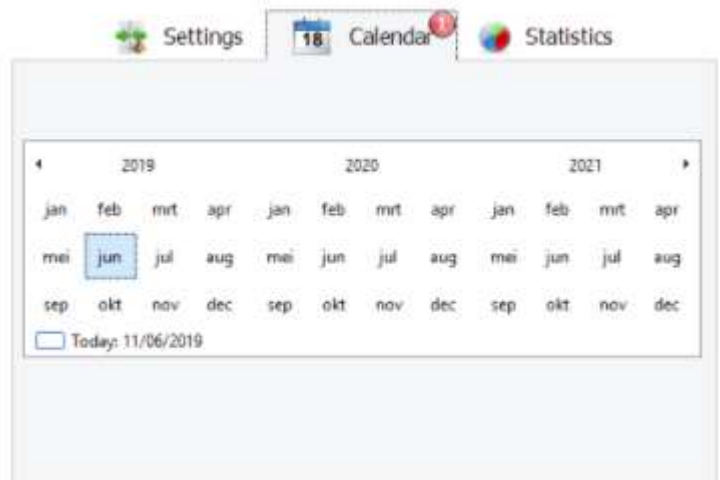 Settings 18 Calendar 1 Statistics
2019 2020 2021
jan feb mrt apr jan feb mrt apr jan feb mrt apr
mei jun jul aug mei jun jul aug mei jun jul aug
sep okt nov dec sep okt nov dec sep okt nov dec
Today: 11/06/2019